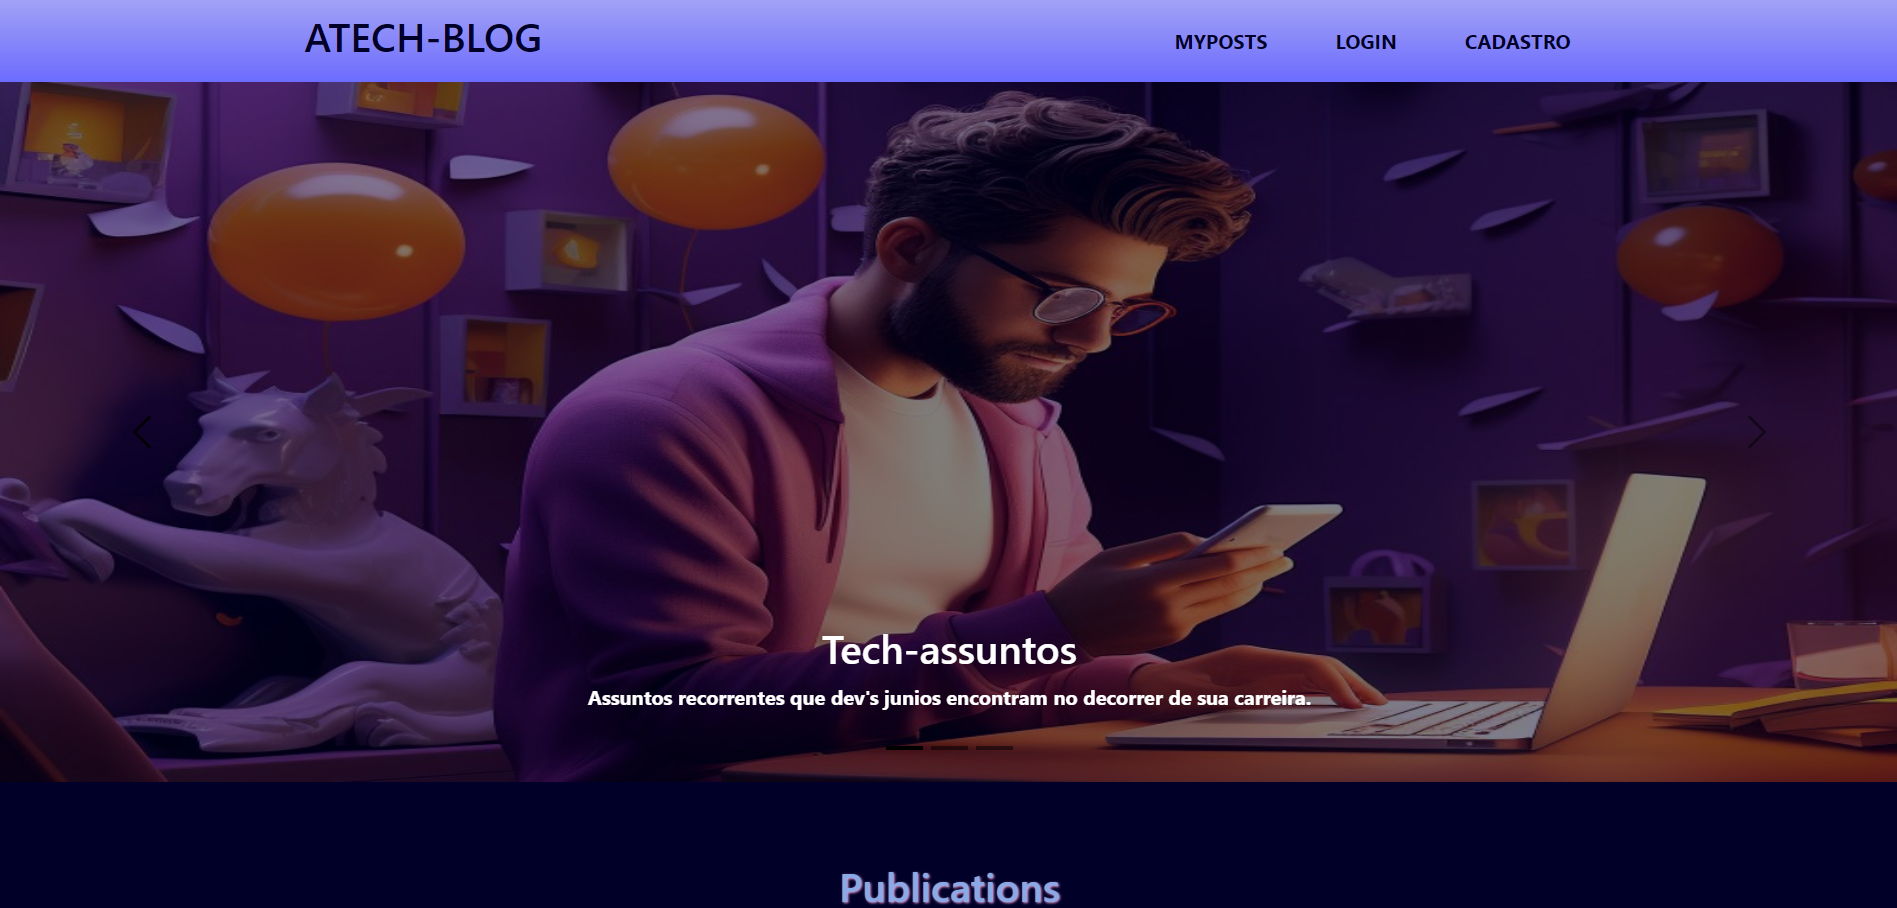 ATECH-BLOG
MYPOSTS LOGIN CADASTRO
Tech-assuntos
Assuntos recorrentes que dev's junios encontram no decorrer de sua carreira.
Publications